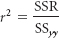 r² = SSR / SS_yy